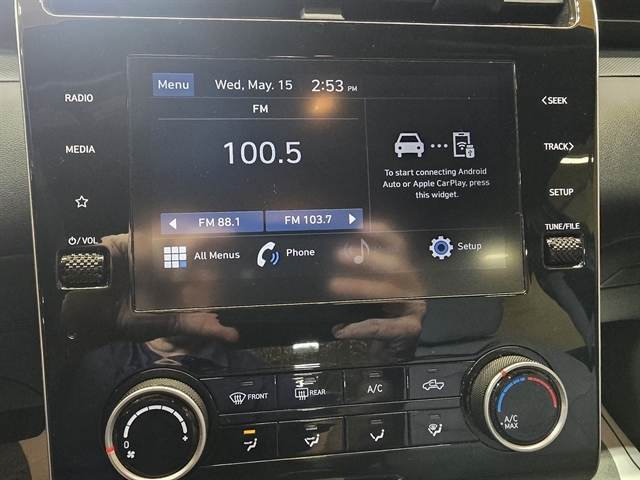 RADIO
MEDIA
⏻/ VOL
Menu
Wed, May. 15
2:53 PM
FM
100.5
FM 88.1
FM 103.7
To start connecting Android
Auto or Apple CarPlay, press
this widget.
All Menus
Phone
Setup
<SEEK
TRACK>
SETUP
TUNE/FILE
FRONT
REAR
A/C
0
- +
A/C
MAX